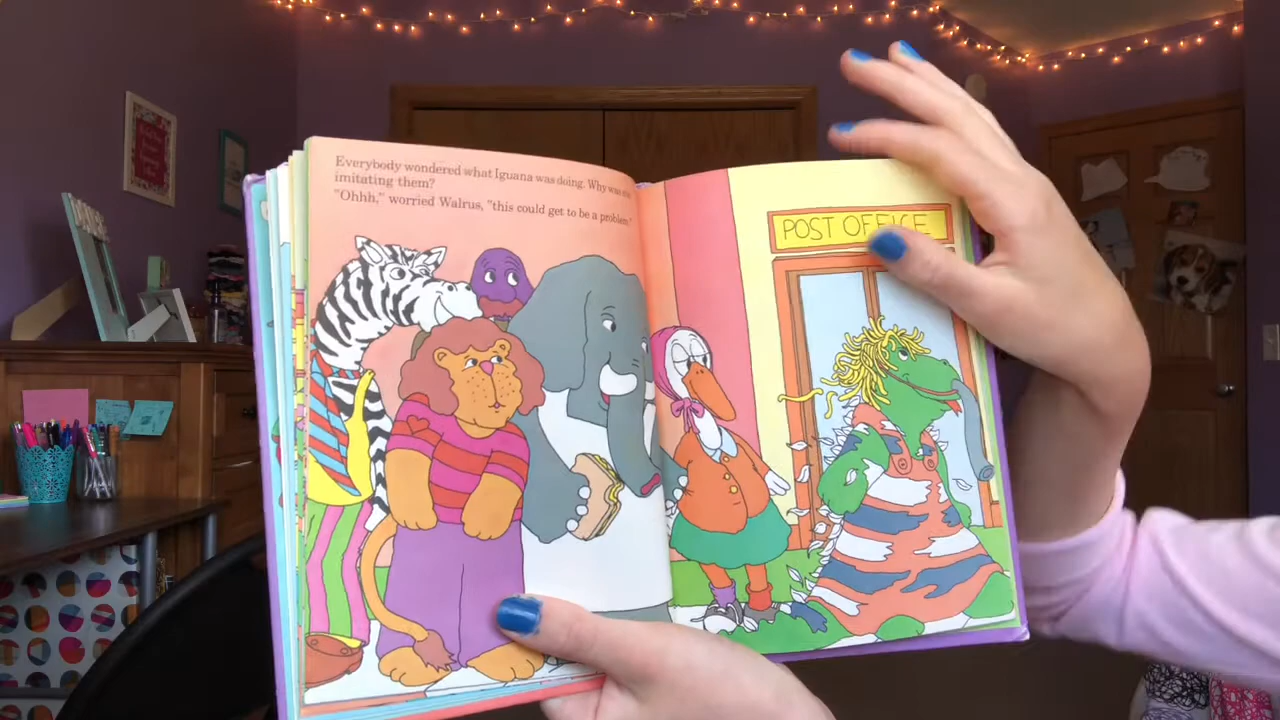 Everybody wondered what Iguana was doing. Why was she
imitating them?
"Ohhh," worried Walrus, "this could get to be a problem."
POST OFFICE